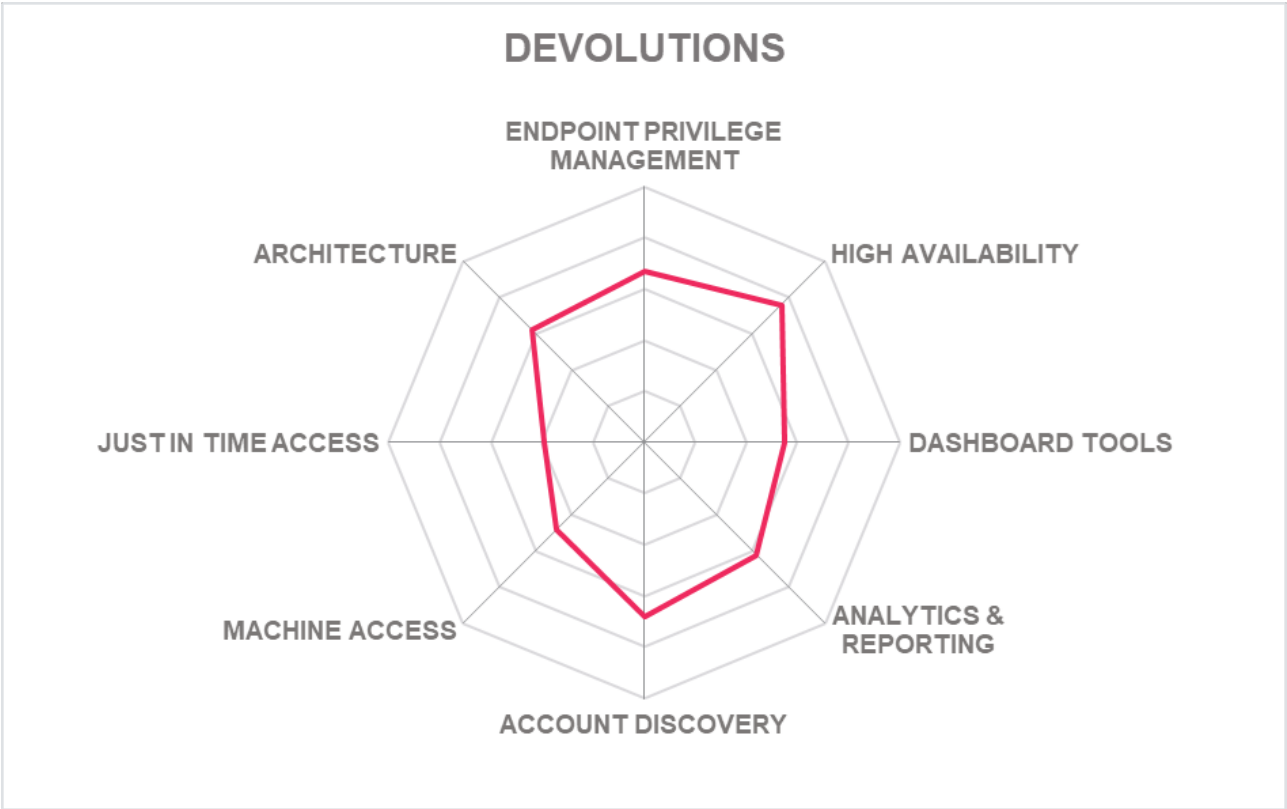 DEVOLUTIONS
ENDPOINT PRIVILEGE
MANAGEMENT
ARCHITECTURE
HIGH AVAILABILITY
JUST IN TIME ACCESS
DASHBOARD TOOLS
MACHINE ACCESS
ANALYTICS &
REPORTING
ACCOUNT DISCOVERY